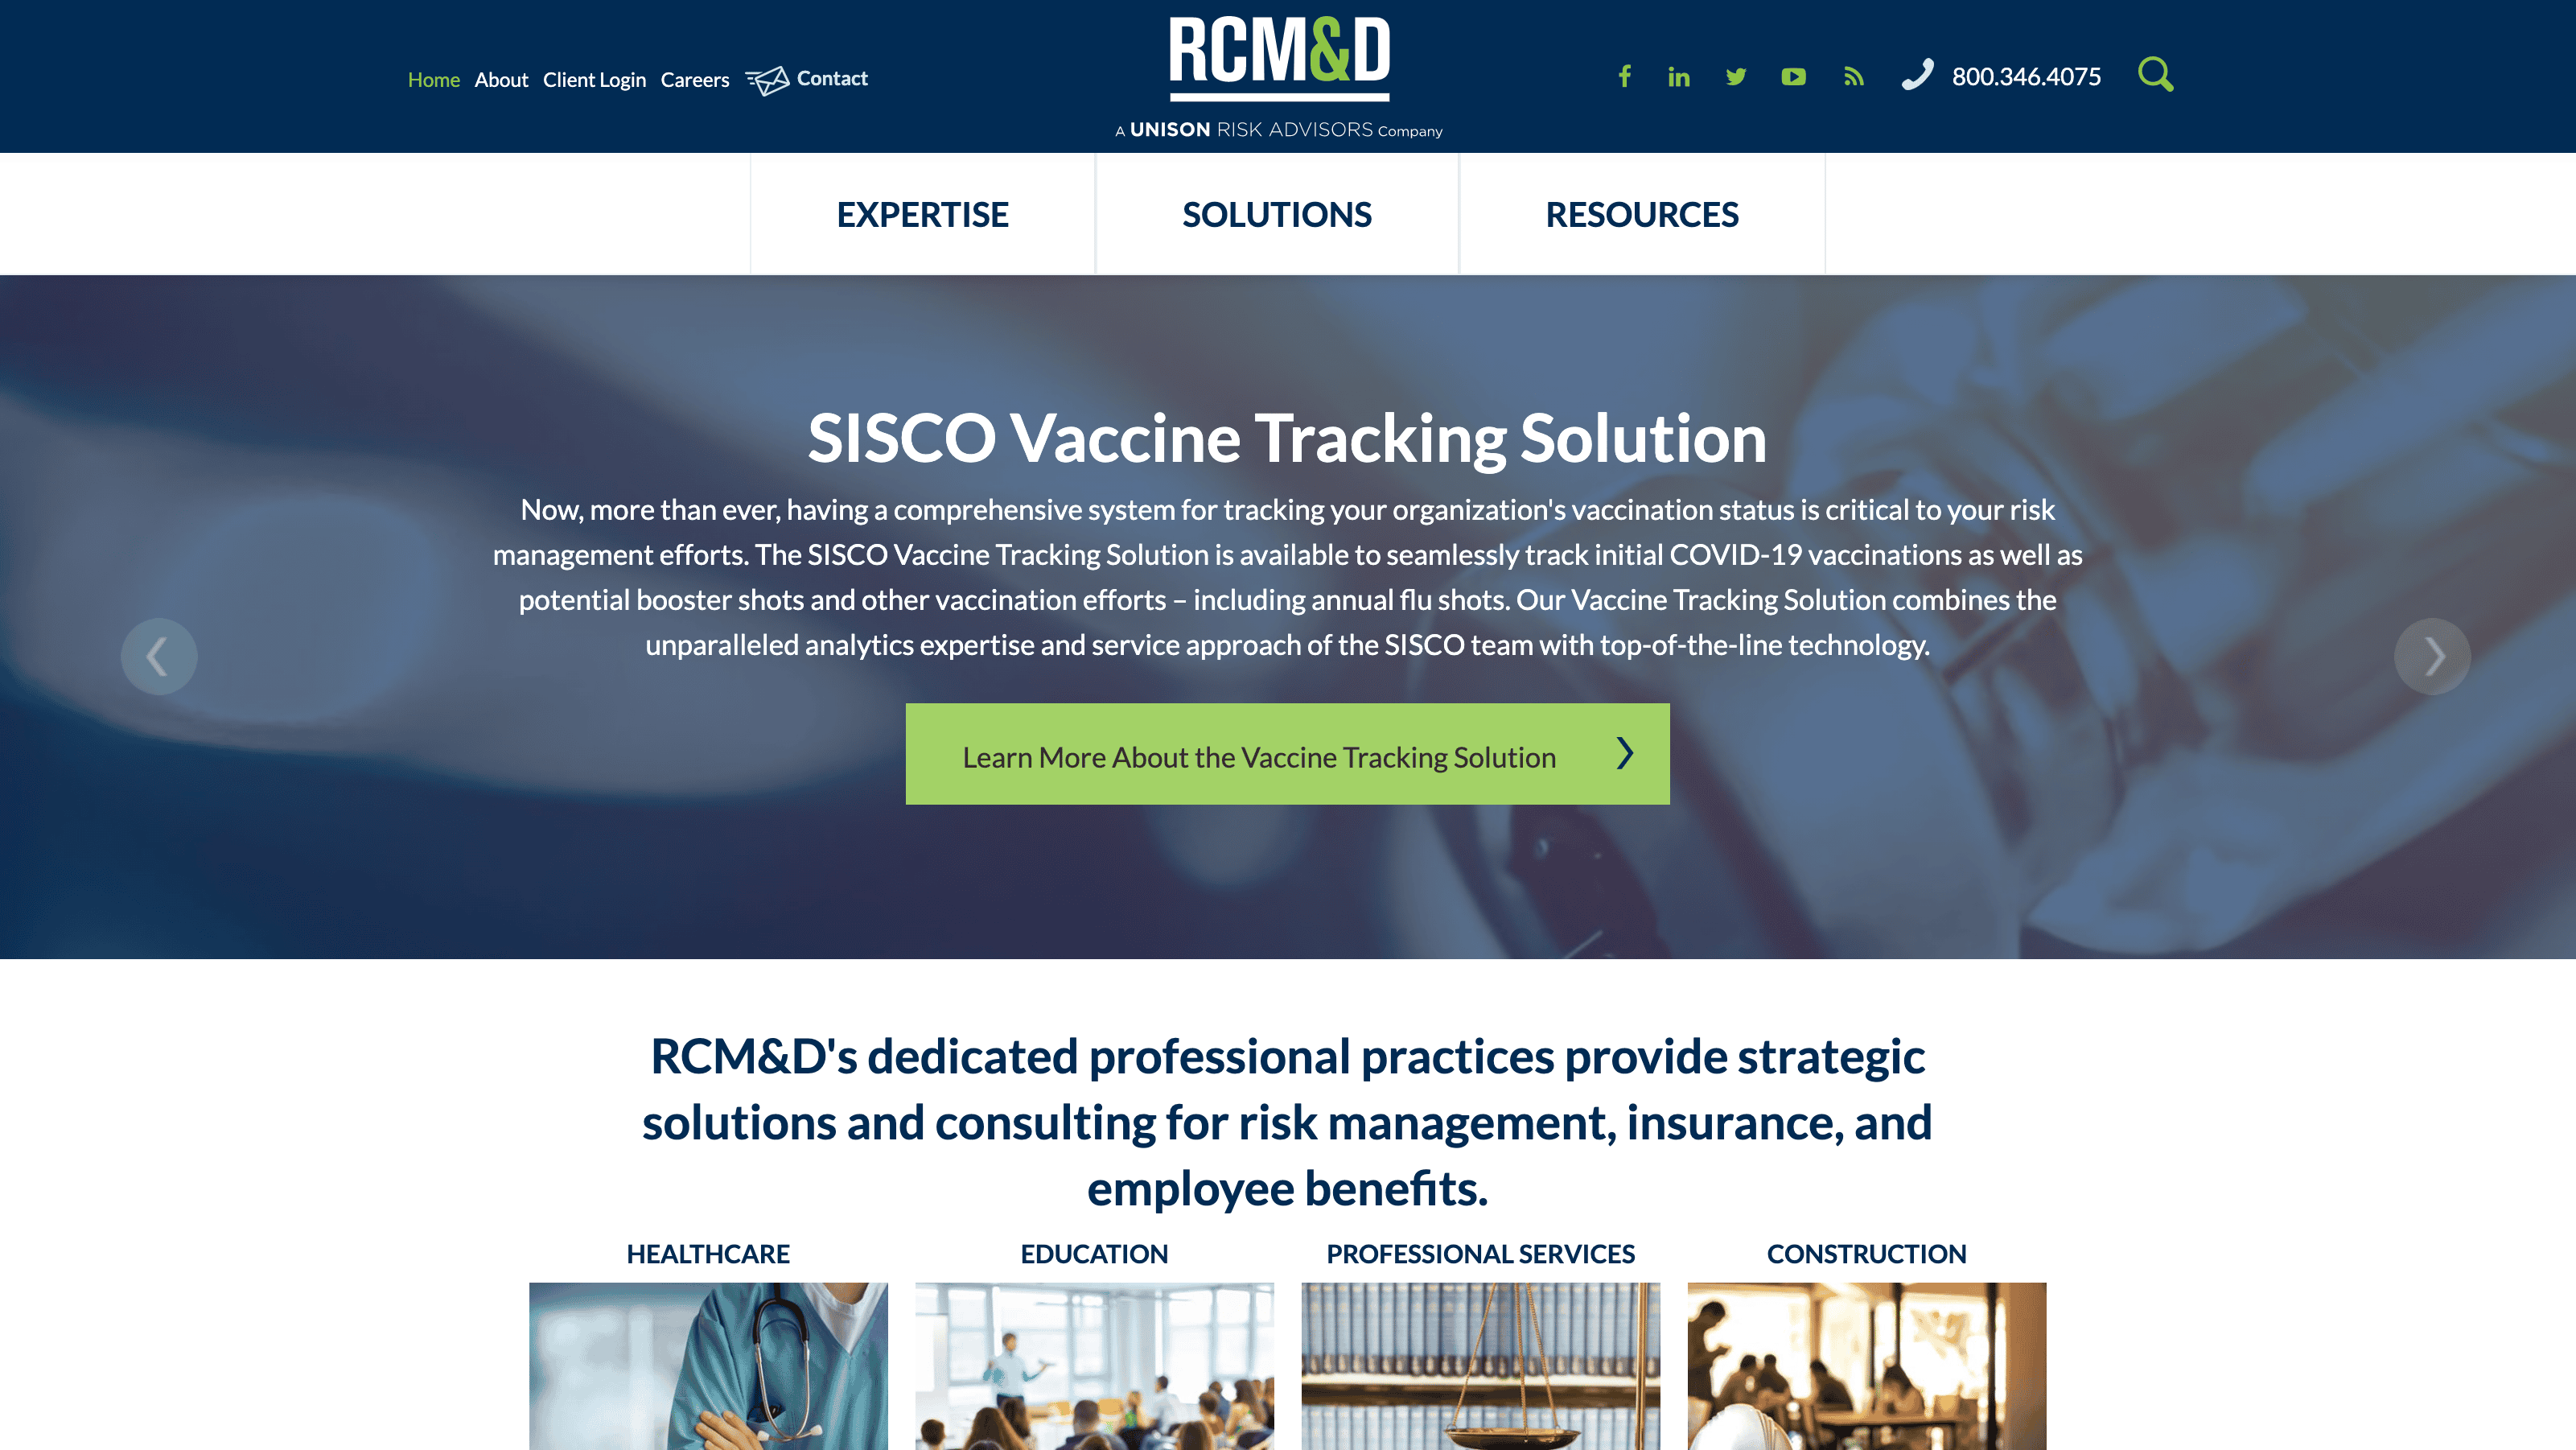 Home About Client Login Careers Contact
RCM&D
A UNISON RISK ADVISORS Company
800.346.4075
EXPERTISE SOLUTIONS RESOURCES
SISCO Vaccine Tracking Solution
Now, more than ever, having a comprehensive system for tracking your organization's vaccination status is critical to your risk
management efforts. The SISCO Vaccine Tracking Solution is available to seamlessly track initial COVID-19 vaccinations as well as
potential booster shots and other vaccination efforts – including annual flu shots. Our Vaccine Tracking Solution combines the
unparalleled analytics expertise and service approach of the SISCO team with top-of-the-line technology.
Learn More About the Vaccine Tracking Solution
RCM&D's dedicated professional practices provide strategic
solutions and consulting for risk management, insurance, and
employee benefits.
HEALTHCARE EDUCATION PROFESSIONAL SERVICES CONSTRUCTION